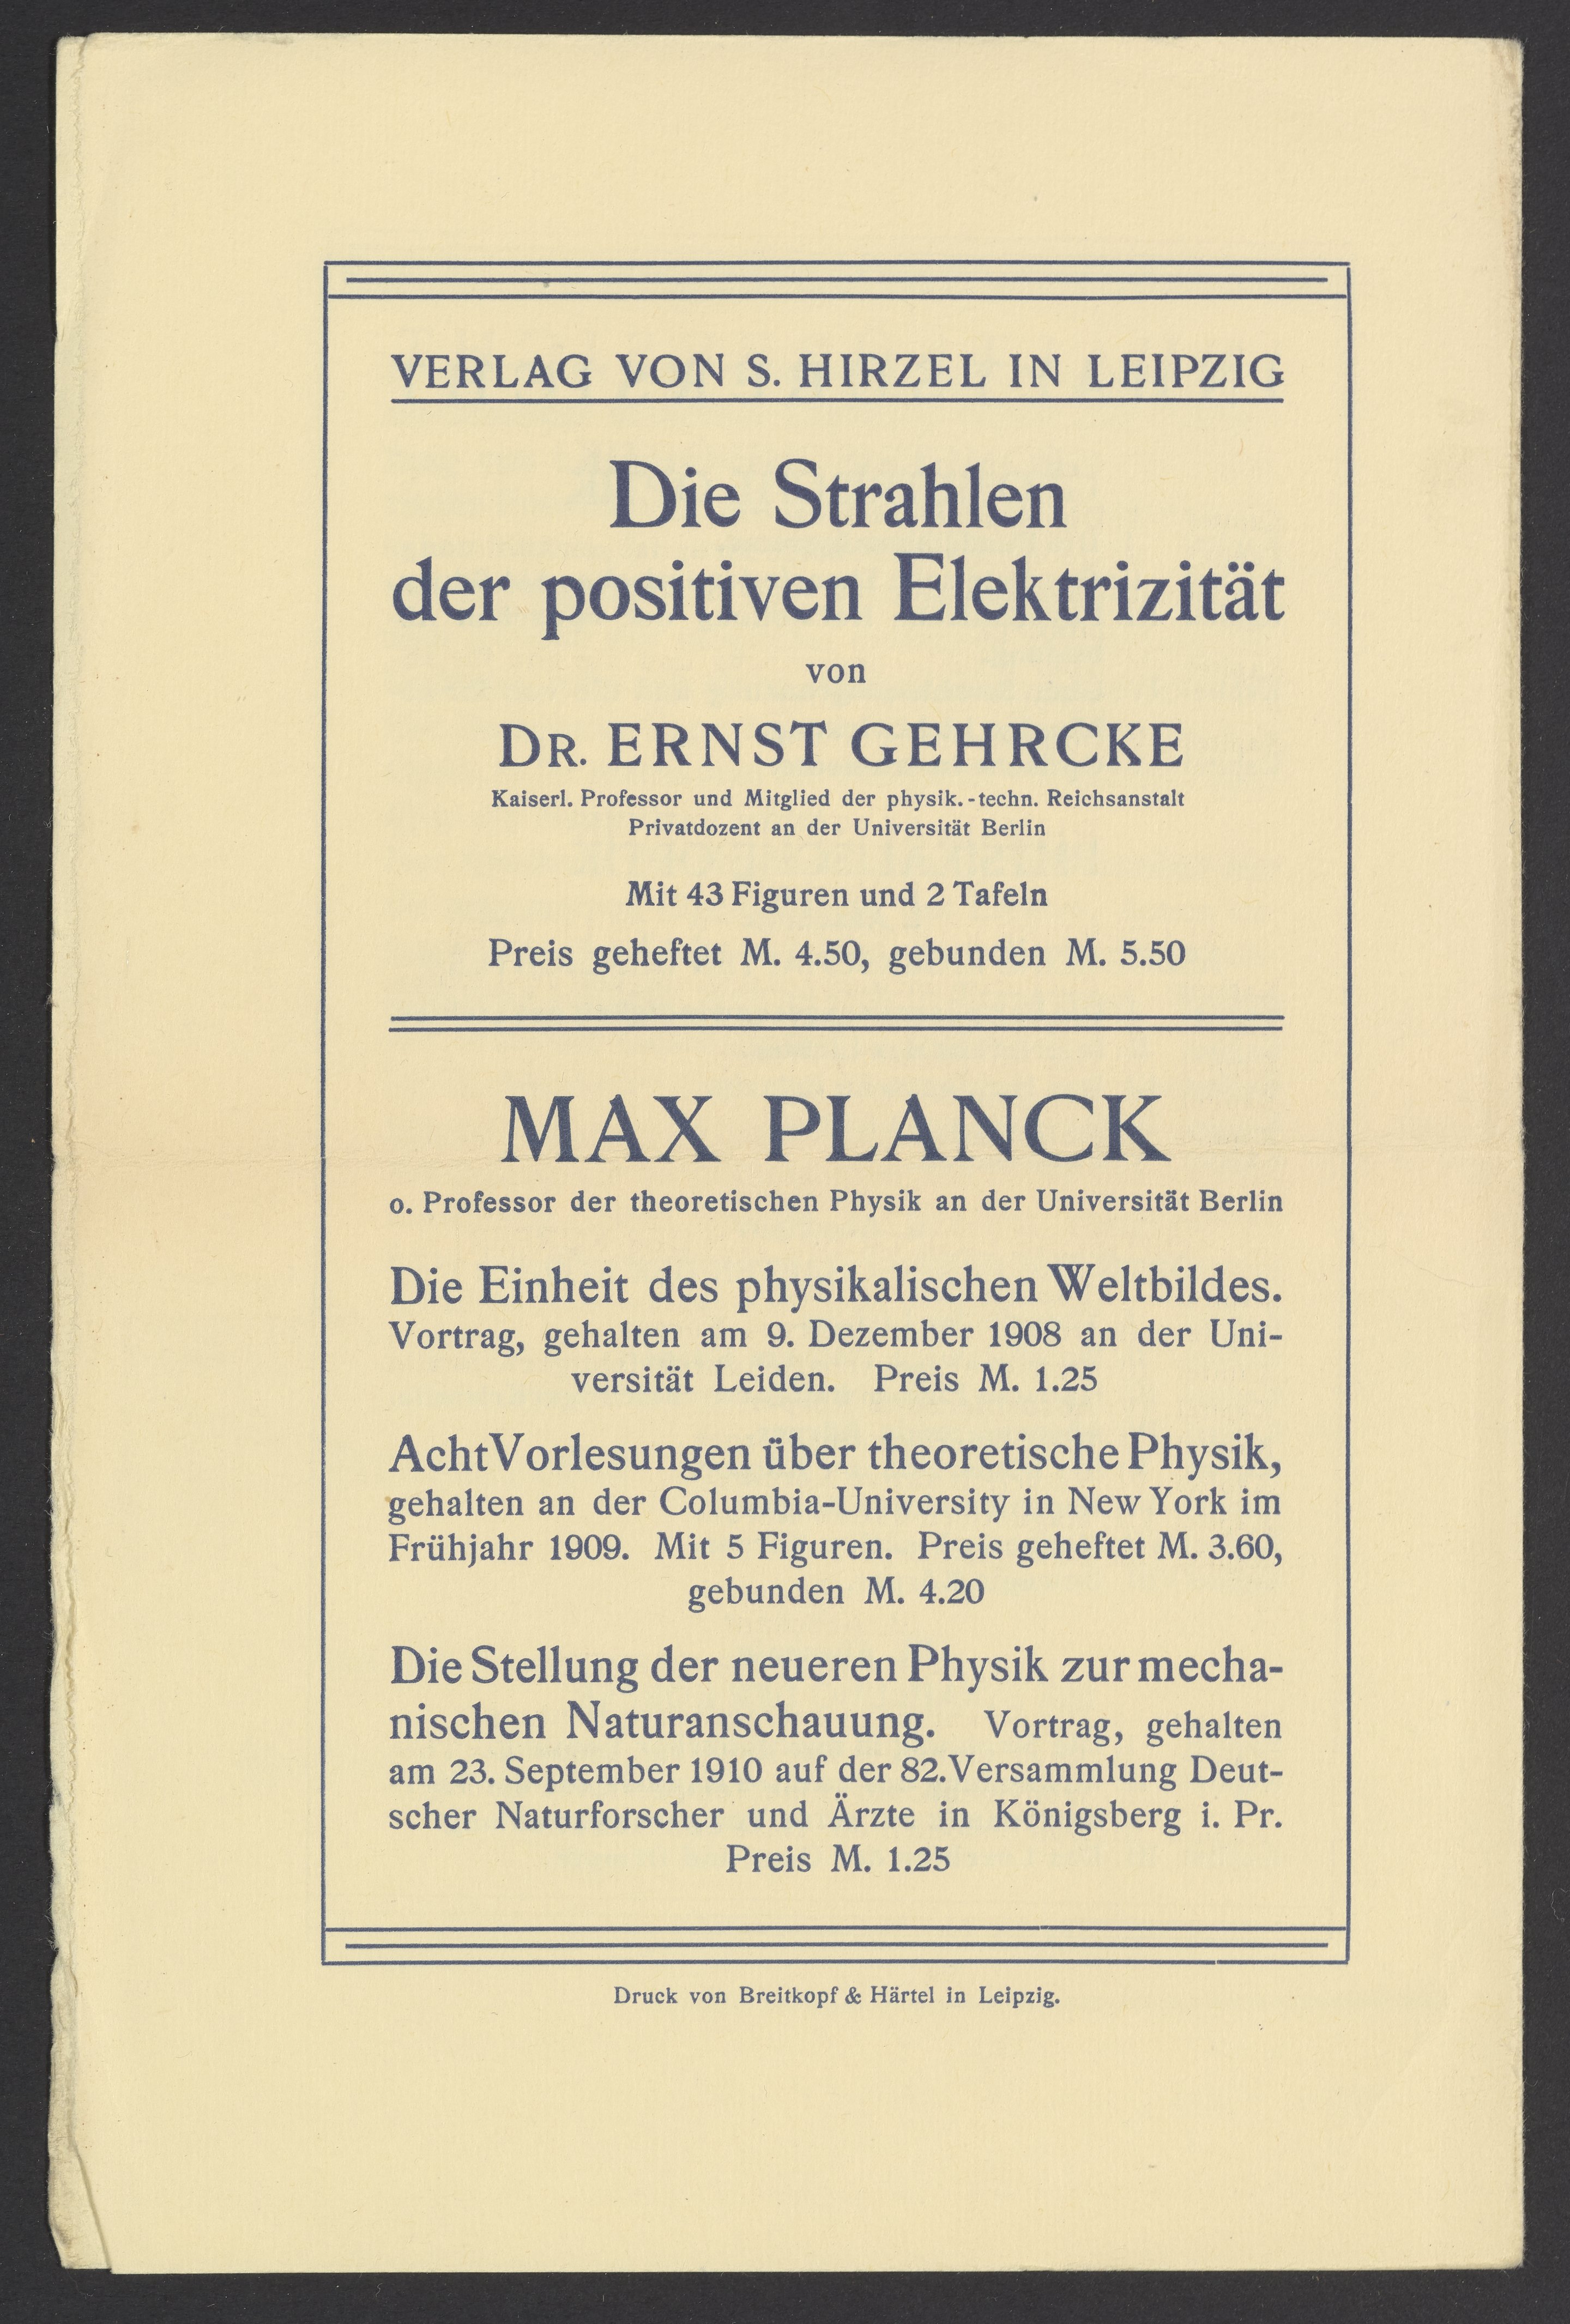 VERLAG VON S. HIRZEL IN LEIPZIG
Die Strahlen
der positiven Elektrizität
von
DR. ERNST GEHRCKE
Kaiserl. Professor und Mitglied der physik.-techn. Reichsanstalt
Privatdozent an der Universität Berlin
Mit 43 Figuren und 2 Tafeln
Preis geheftet M. 4.50, gebunden M. 5.50
MAX PLANCK
o. Professor der theoretischen Physik an der Universität Berlin
Die Einheit des physikalischen Weltbildes.
Vortrag, gehalten am 9. Dezember 1908 an der Uni-
versität Leiden. Preis M. 1.25
Acht Vorlesungen über theoretische Physik,
gehalten an der Columbia-University in New York im
Frühjahr 1909. Mit 5 Figuren. Preis geheftet M. 3.60,
gebunden M. 4.20
Die Stellung der neueren Physik zur mecha-
nischen Naturanschauung. Vortrag, gehalten
am 23. September 1910 auf der 82. Versammlung Deut-
scher Naturforscher und Ärzte in Königsberg i. Pr.
Preis M. 1.25
Druck von Breitkopf & Härtel in Leipzig.